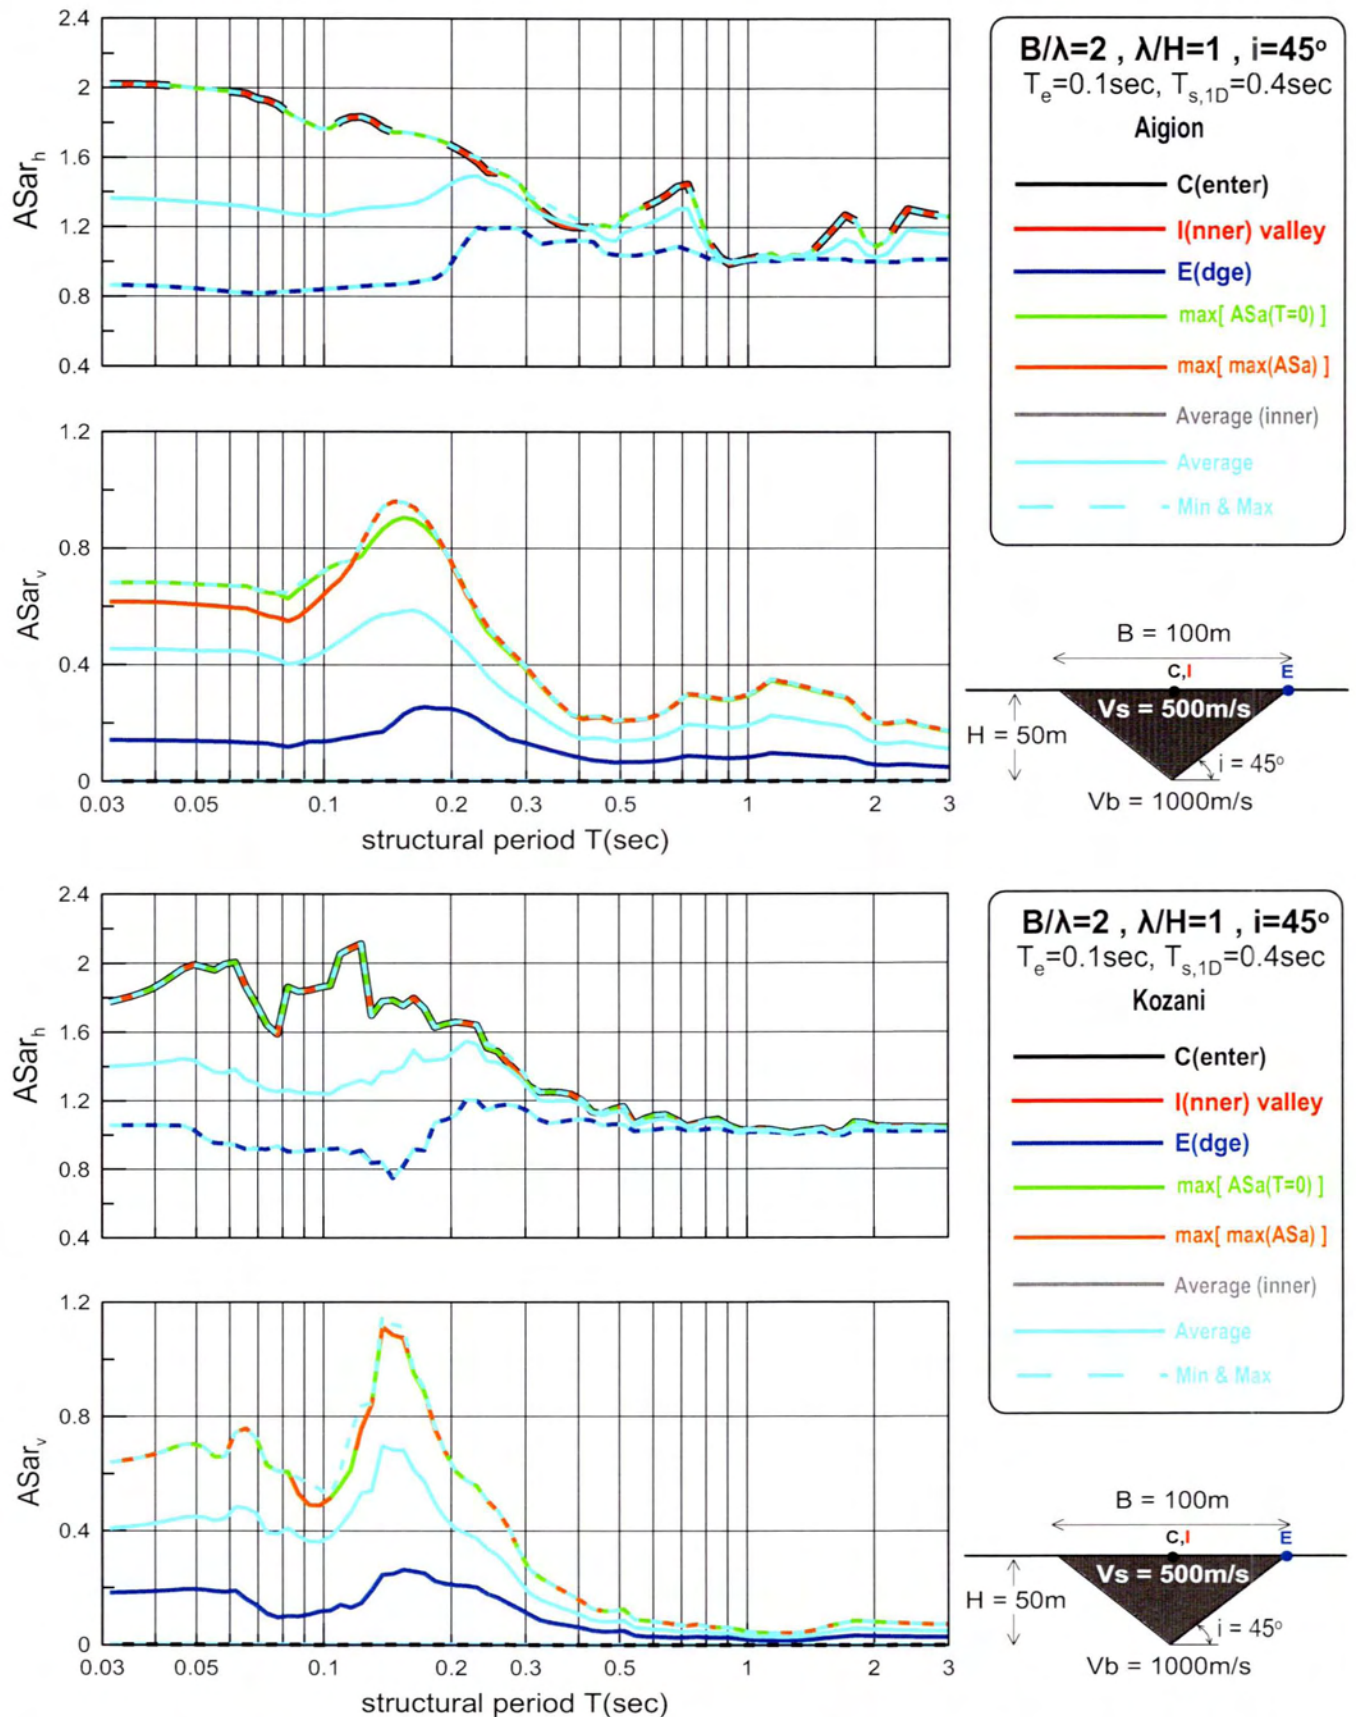 2.4
2
1.6
1.2
0.8
0.4
ASar_h
1.2
0.8
0.4
0
ASar_v
0.03 0.05 0.1 0.2 0.3 0.5 1 2 3
structural period T(sec)
B/λ=2 , λ/H=1 , i=45°
T_e=0.1sec, T_s,1D=0.4sec
Aigion
C(enter)
I(nner) valley
E(dge)
max[ ASa(T=0) ]
max[ max(ASa) ]
Average (inner)
Average
Min & Max
B = 100m
C,I E
Vs = 500m/s
H = 50m
i = 45°
Vb = 1000m/s
2.4
2
1.6
1.2
0.8
0.4
ASar_h
1.2
0.8
0.4
0
ASar_v
0.03 0.05 0.1 0.2 0.3 0.5 1 2 3
structural period T(sec)
B/λ=2 , λ/H=1 , i=45°
T_e=0.1sec, T_s,1D=0.4sec
Kozani
C(enter)
I(nner) valley
E(dge)
max[ ASa(T=0) ]
max[ max(ASa) ]
Average (inner)
Average
Min & Max
B = 100m
C,I E
Vs = 500m/s
H = 50m
i = 45°
Vb = 1000m/s